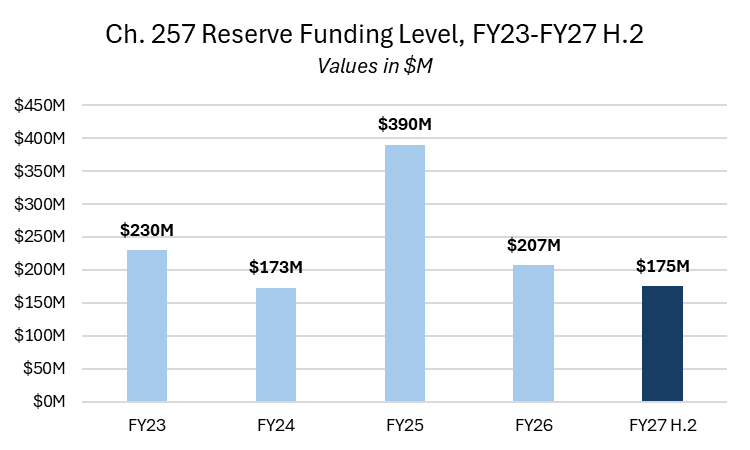 Ch. 257 Reserve Funding Level, FY23-FY27 H.2
Values in $M
$450M
$400M
$350M
$300M
$250M
$200M
$150M
$100M
$50M
$0M
$230M
$173M
$390M
$207M
$175M
FY23
FY24
FY25
FY26
FY27 H.2